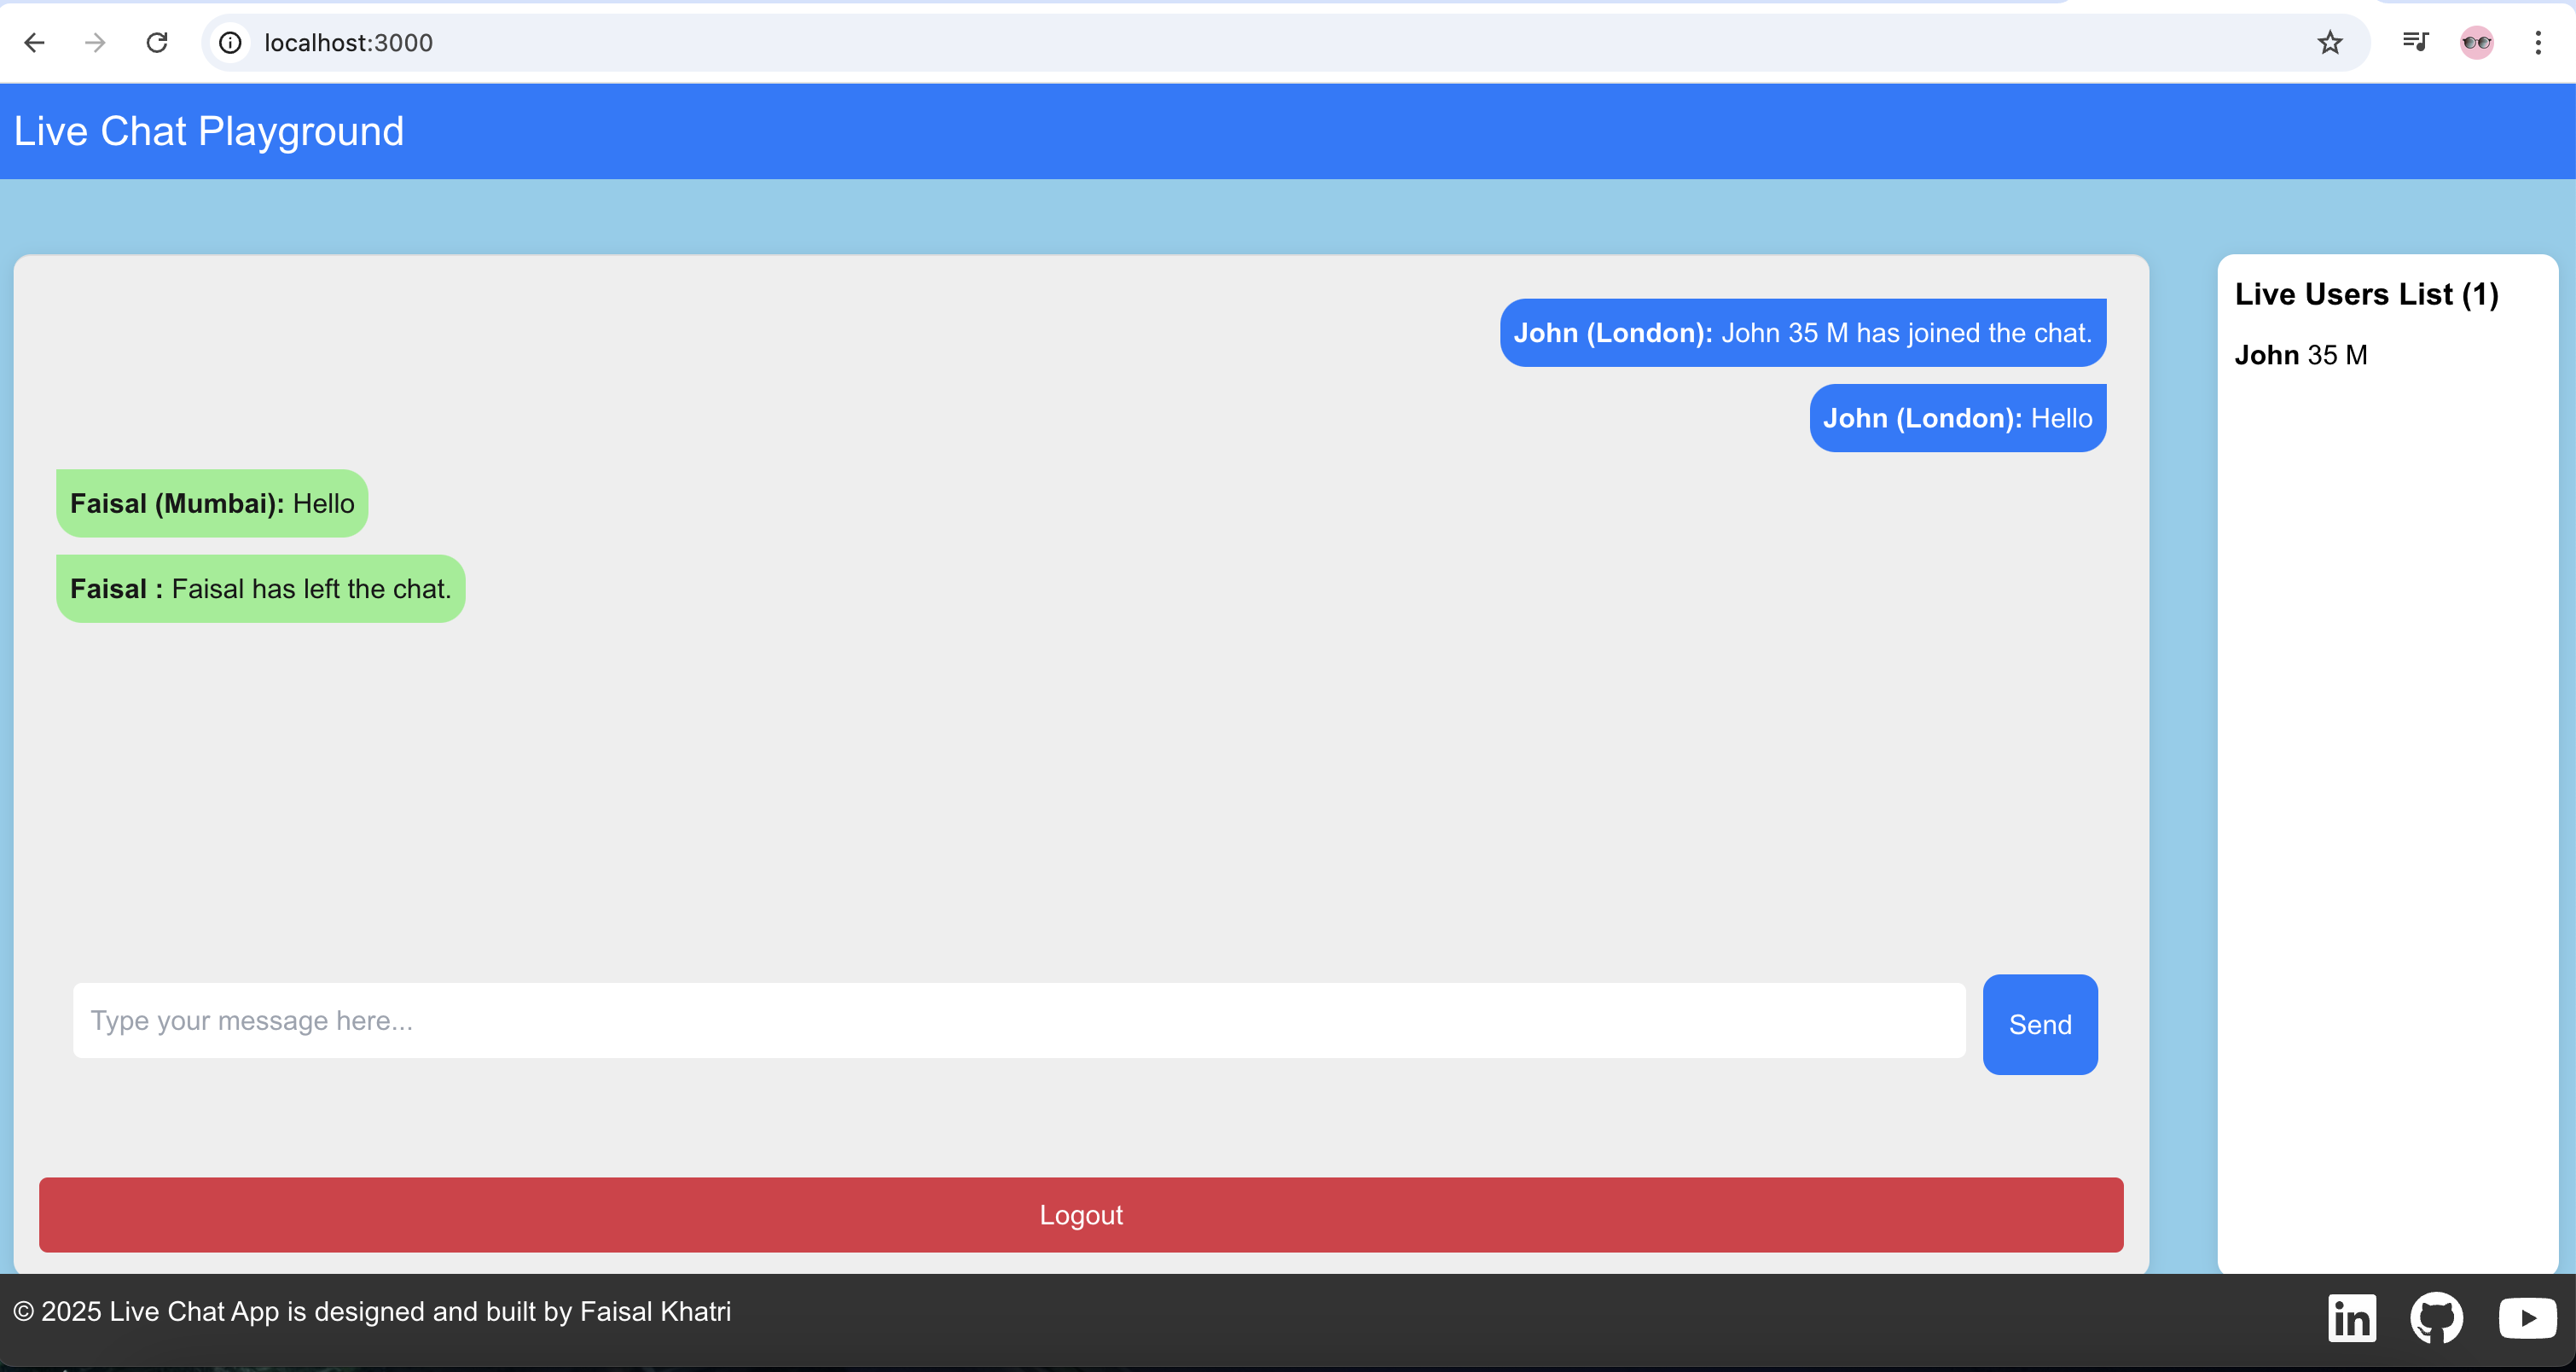 localhost:3000
Live Chat Playground
John (London): John 35 M has joined the chat.
John (London): Hello
Faisal (Mumbai): Hello
Faisal : Faisal has left the chat.
Type your message here...
Send
Logout
Live Users List (1)
John 35 M
© 2025 Live Chat App is designed and built by Faisal Khatri
in